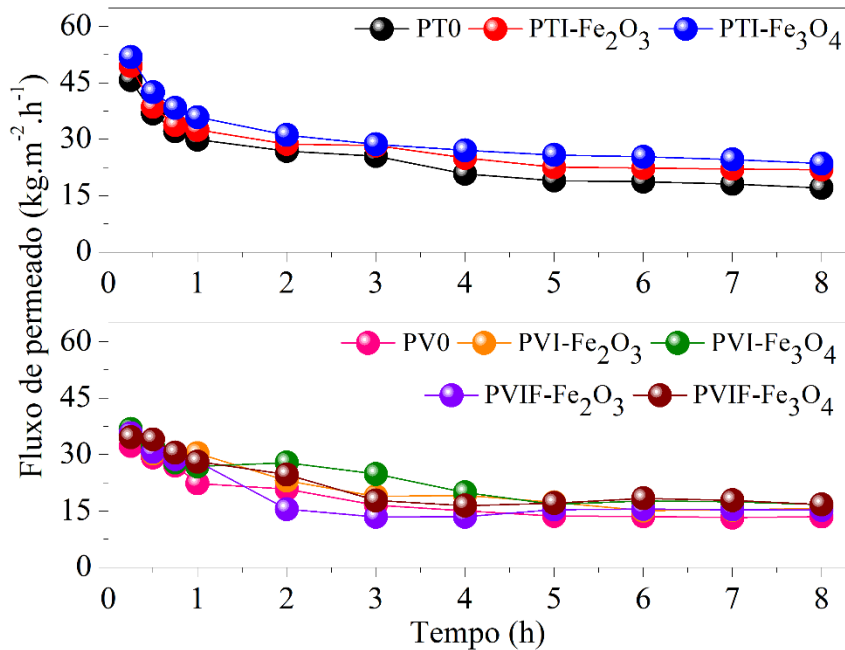 Fluxo de permeado (kg.m⁻².h⁻¹)
60
45
30
15
0
PT0 PTI-Fe₂O₃ PTI-Fe₃O₄
0 1 2 3 4 5 6 7 8
60
45
30
15
0
PV0 PVI-Fe₂O₃ PVI-Fe₃O₄
PVIF-Fe₂O₃ PVIF-Fe₃O₄
0 1 2 3 4 5 6 7 8
Tempo (h)